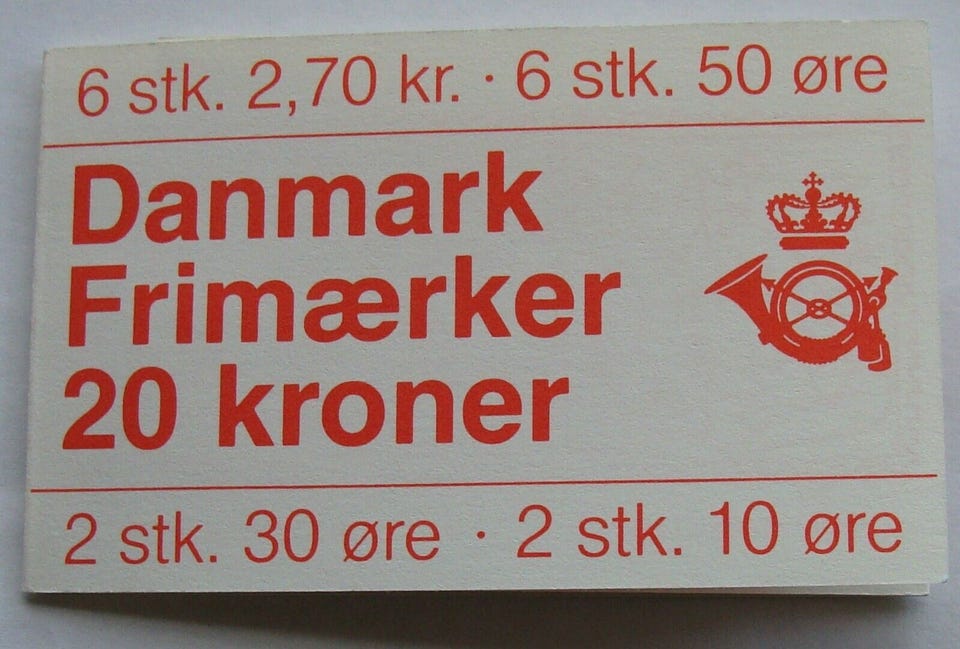 6 stk. 2,70 kr. · 6 stk. 50 øre
Danmark
Frimærker
20 kroner
2 stk. 30 øre · 2 stk. 10 øre